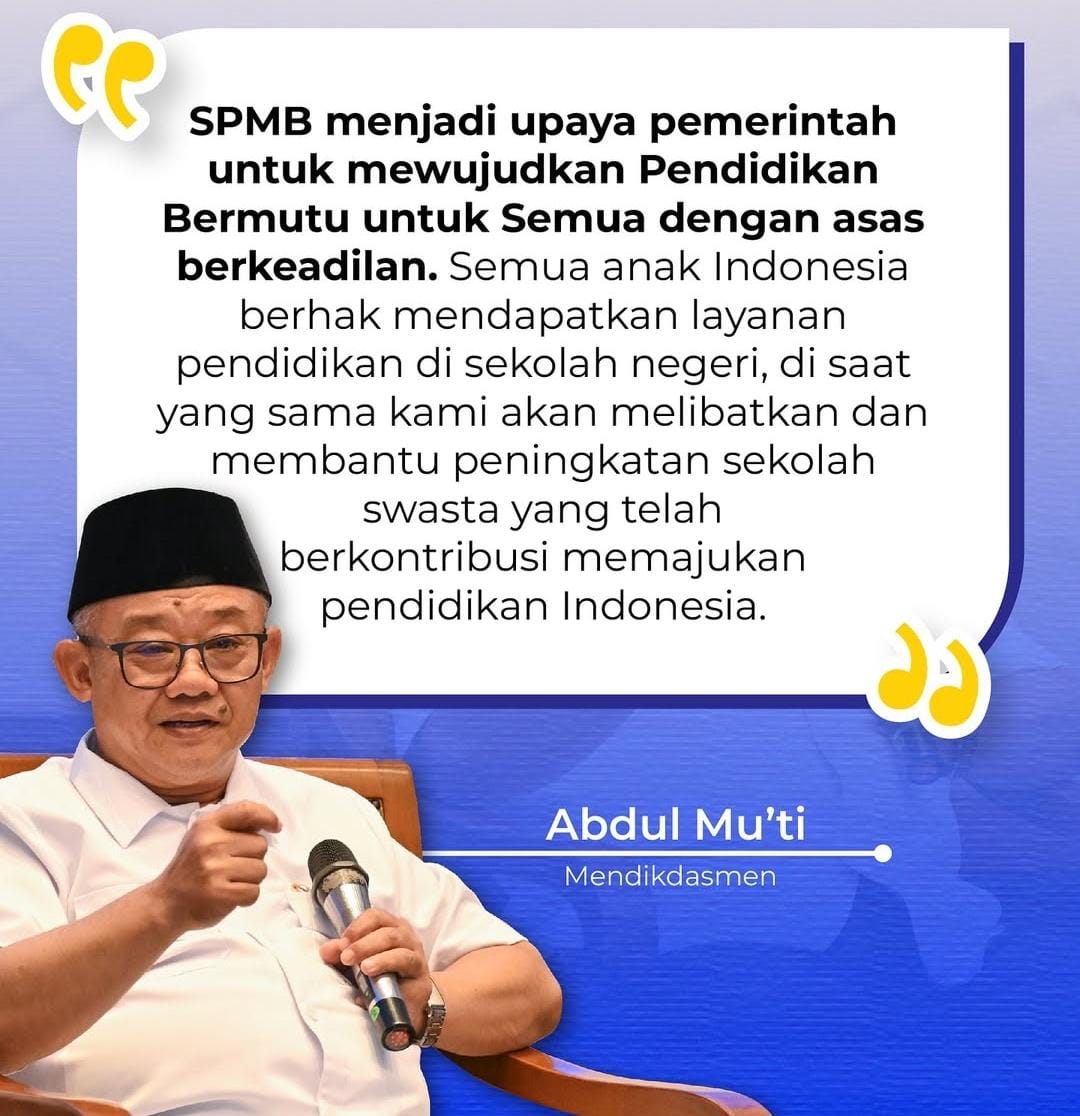 SPMB menjadi upaya pemerintah
untuk mewujudkan Pendidikan
Bermutu untuk Semua dengan asas
berkeadilan. Semua anak Indonesia
berhak mendapatkan layanan
pendidikan di sekolah negeri, di saat
yang sama kami akan melibatkan dan
membantu peningkatan sekolah
swasta yang telah
berkontribusi memajukan
pendidikan Indonesia.
Abdul Mu’ti
Mendikdasmen